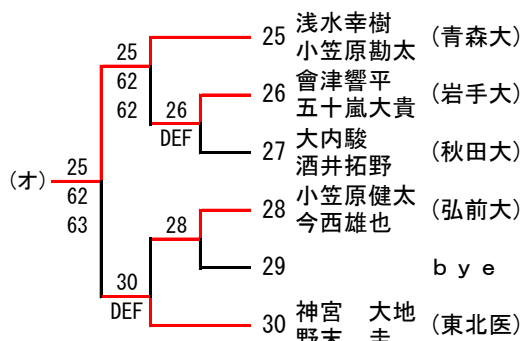 25
62
62
25 浅水幸樹 小笠原勘太 (青森大)
26
DEF
26 會津響平 五十嵐大貴 (岩手大)
27 大内駿 酒井拓野 (秋田大)
(オ)
25
62
63
28
28 小笠原健太 今西雄也 (弘前大)
29 bye
30
DEF
30 神宮 大地 野末 圭 (東北医)